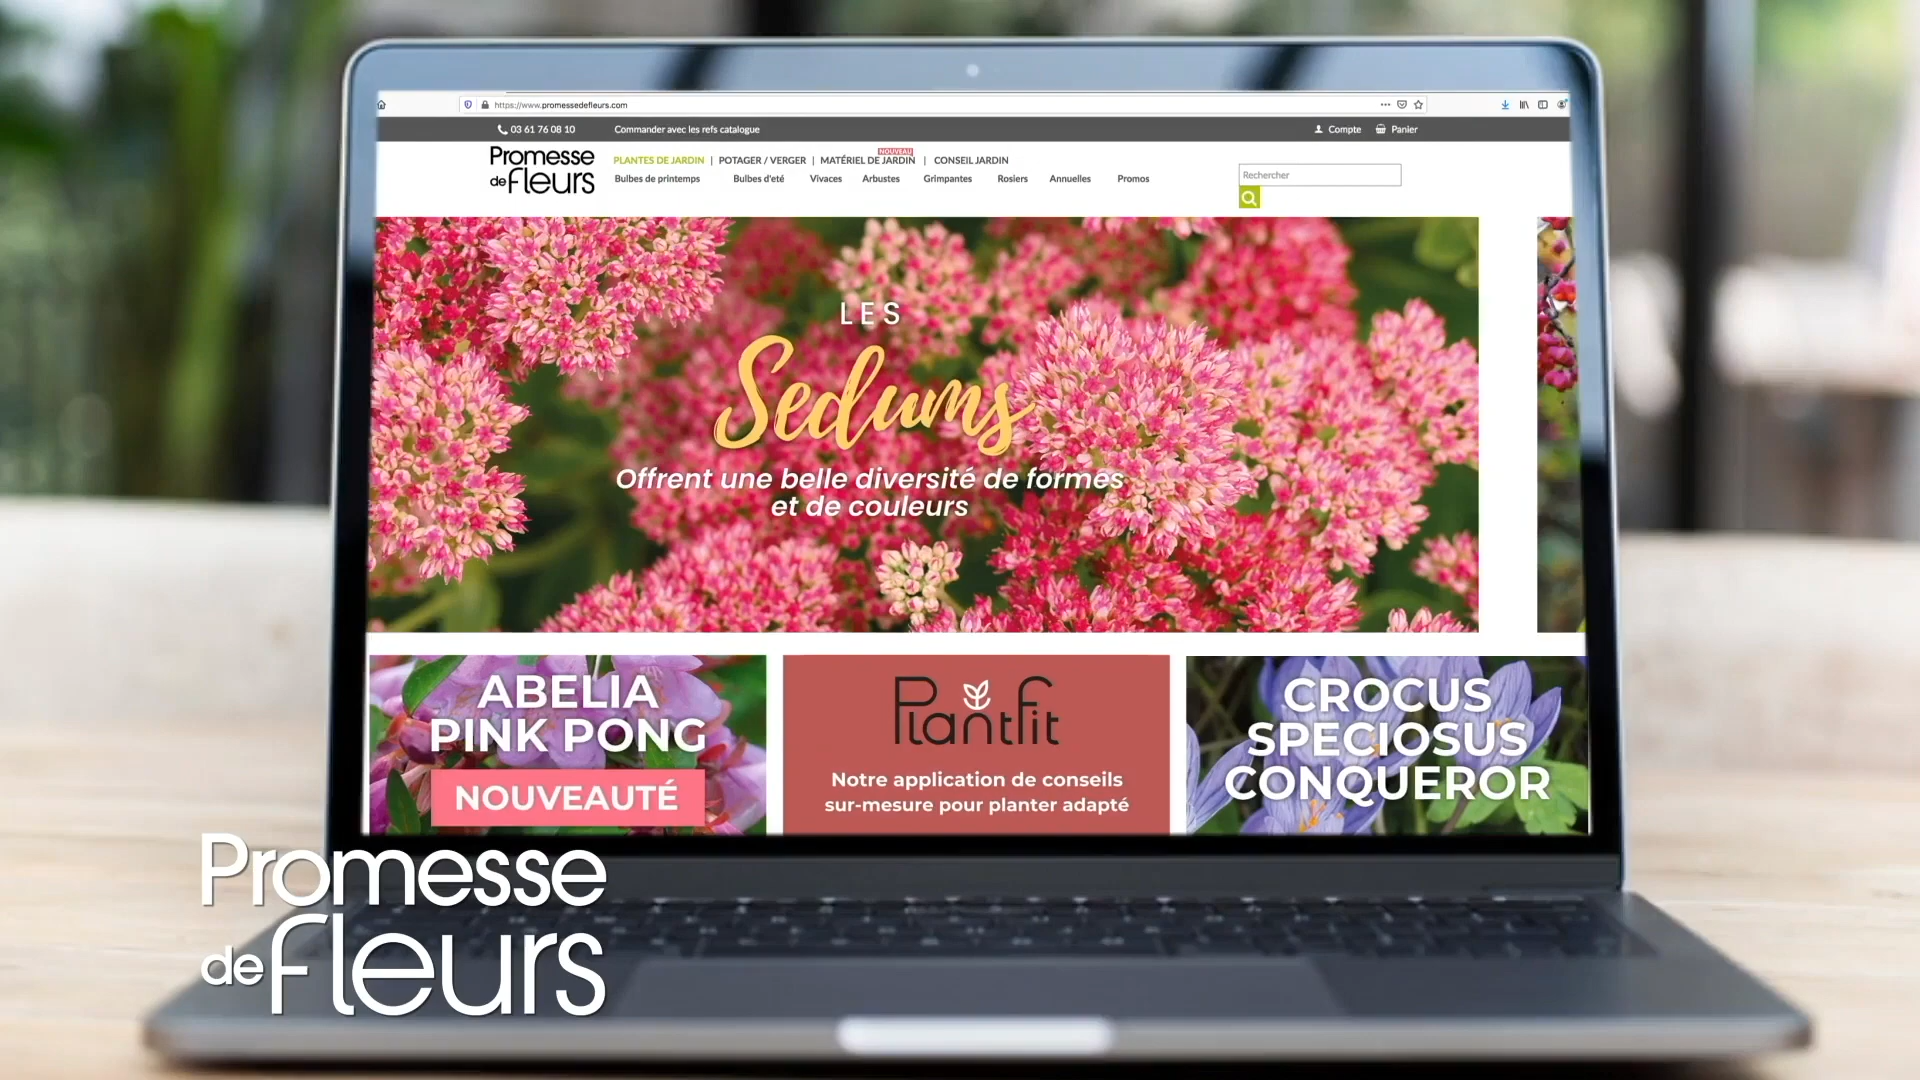 https://www.promessedefleurs.com
03 61 76 08 10 Commander avec les refs catalogue Compte Panier
Promesse
de Fleurs
NOUVEAU
PLANTES DE JARDIN | POTAGER / VERGER | MATÉRIEL DE JARDIN | CONSEIL JARDIN
Bulbes de printemps Bulbes d'eté Vivaces Arbustes Grimpantes Rosiers Annuelles Promos
Rechercher
LES
Sedums
Offrent une belle diversité de formes
et de couleurs
ABELIA
PINK PONG
NOUVEAUTÉ
PlantFit
Notre application de conseils
sur-mesure pour planter adapté
CROCUS
SPECIOSUS
CONQUEROR
Promesse
de Fleurs